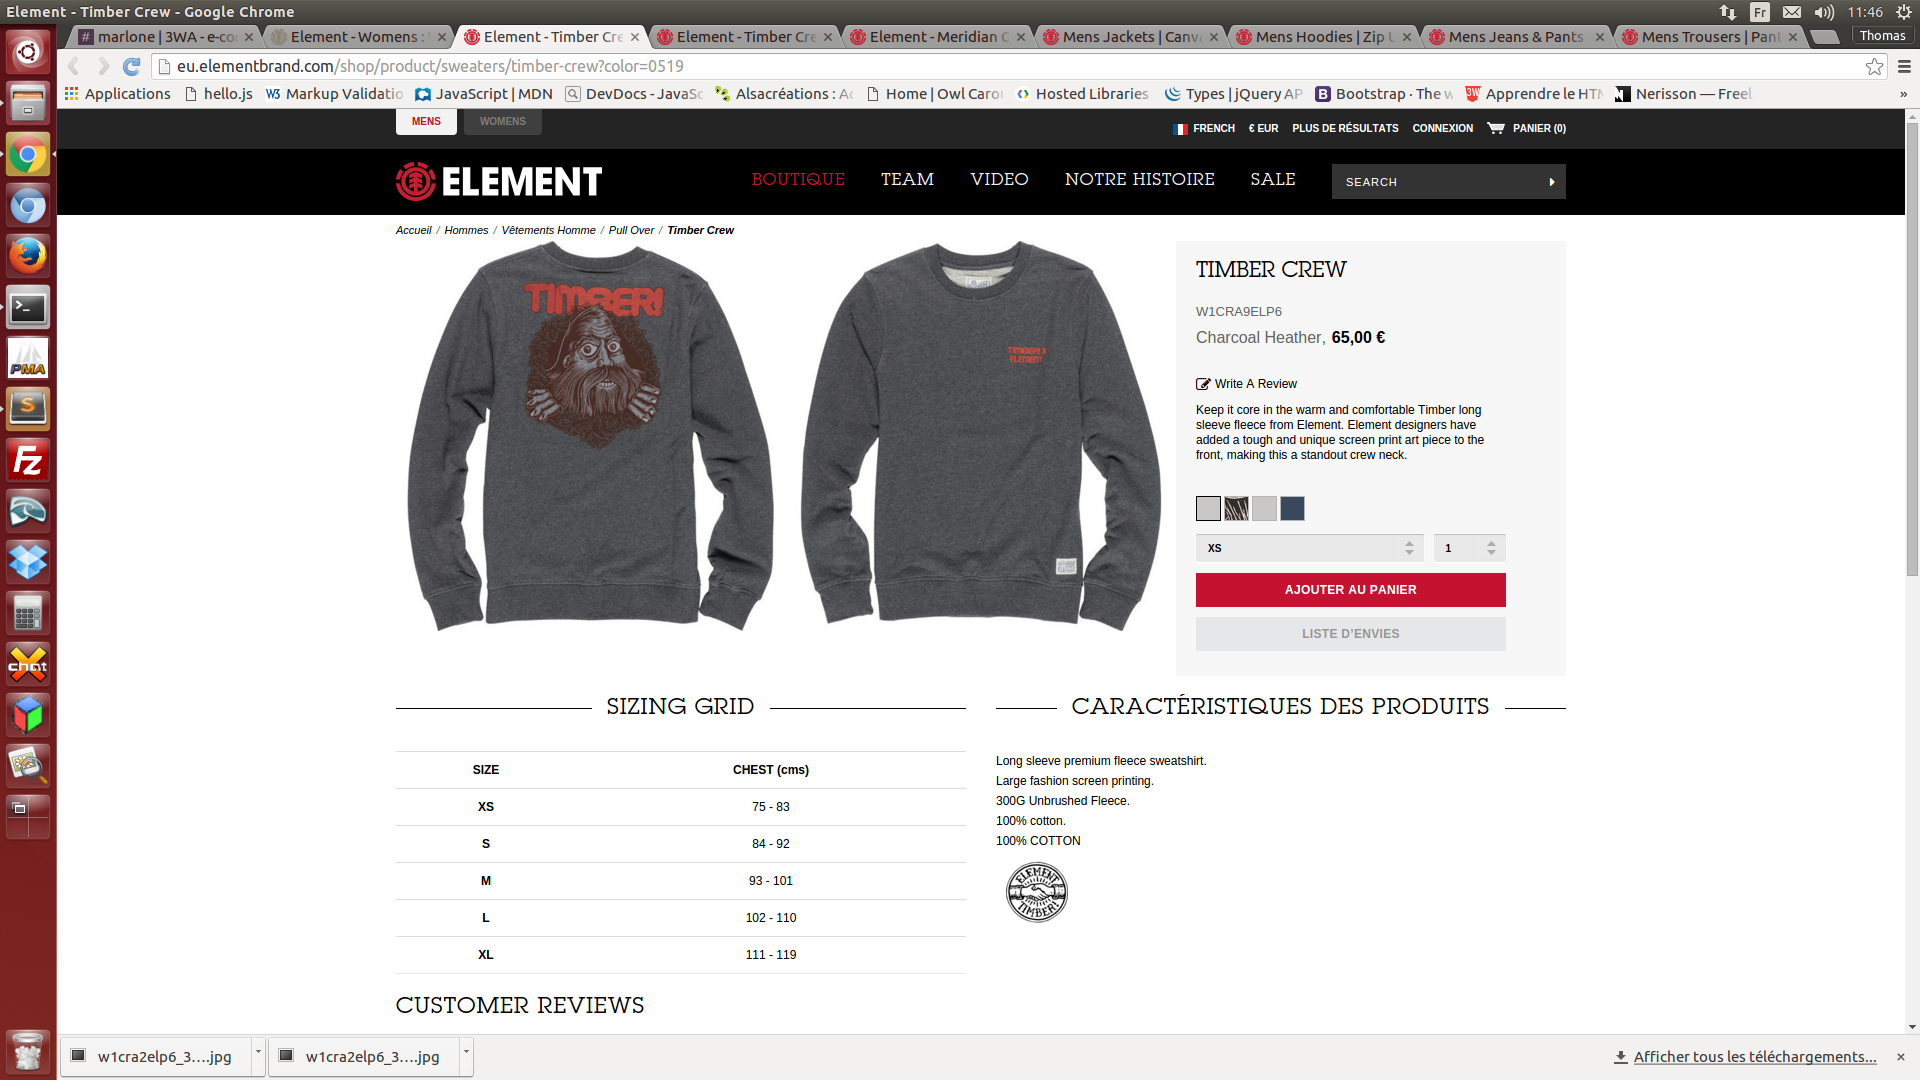 Element - Timber Crew - Google Chrome
Fr
11:46
marlone | 3WA - e-co
Element - Womens :
Element - Timber Cre
Element - Timber Cre
Element - Meridian C
Mens Jackets | Canva
Mens Hoodies | Zip U
Mens Jeans & Pants
Mens Trousers | Pant
Thomas
eu.elementbrand.com/shop/product/sweaters/timber-crew?color=0519
Applications
hello.js
Markup Validatio
JavaScript | MDN
DevDocs - JavaSc
Alsacréations : Ac
Home | Owl Carou
Hosted Libraries
Types | jQuery AP
Bootstrap · The w
Apprendre le HTM
Nerisson — Freel
»
MENS
WOMENS
FRENCH
€ EUR
PLUS DE RÉSULTATS
CONNEXION
PANIER (0)
ELEMENT
BOUTIQUE
TEAM
VIDEO
NOTRE HISTOIRE
SALE
SEARCH
Accueil / Hommes / Vêtements Homme / Pull Over / Timber Crew
TIMBER!
TIMBER! X
ELEMENT
TIMBER CREW
W1CRA9ELP6
Charcoal Heather, 65,00 €
Write A Review
Keep it core in the warm and comfortable Timber long
sleeve fleece from Element. Element designers have
added a tough and unique screen print art piece to the
front, making this a standout crew neck.
XS
1
AJOUTER AU PANIER
LISTE D'ENVIES
SIZING GRID
SIZE CHEST (cms)
XS 75 - 83
S 84 - 92
M 93 - 101
L 102 - 110
XL 111 - 119
CARACTÉRISTIQUES DES PRODUITS
Long sleeve premium fleece sweatshirt.
Large fashion screen printing.
300G Unbrushed Fleece.
100% cotton.
100% COTTON
ELEMENT
TIMBER!
CUSTOMER REVIEWS
PMA
S
Fz
chat
w1cra2elp6_3....jpg
w1cra2elp6_3....jpg
Afficher tous les téléchargements...